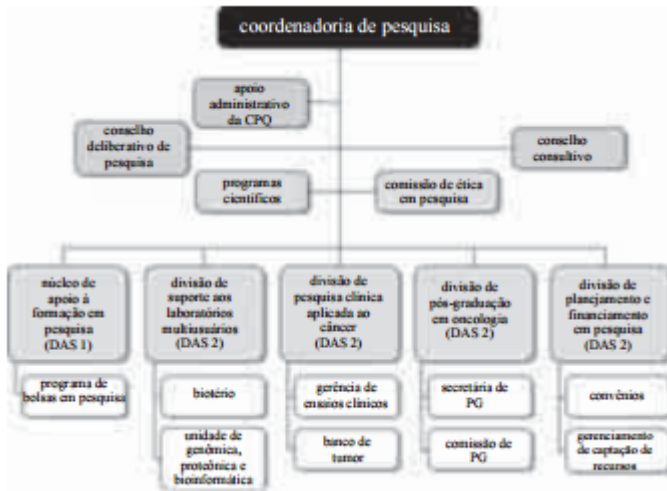 coordenadoria de pesquisa
apoio
administrativo
da CPQ
conselho
deliberativo de
pesquisa
conselho
consultivo
programas
científicos
comissão de ética
em pesquisa
núcleo de
apoio à
formação em
pesquisa
(DAS 1)
divisão de
suporte aos
laboratórios
multiusuários
(DAS 2)
divisão de
pesquisa clínica
aplicada ao
câncer
(DAS 2)
divisão de
pós-graduação
em oncologia
(DAS 2)
divisão de
planejamento e
financiamento
em pesquisa
(DAS 2)
programa de
bolsas em pesquisa
biotério
gerência de
ensaios clínicos
secretária de
PG
convênios
unidade de
genômica,
proteônica e
bioinformática
banco de
tumor
comissão de
PG
gerenciamento
de captação de
recursos